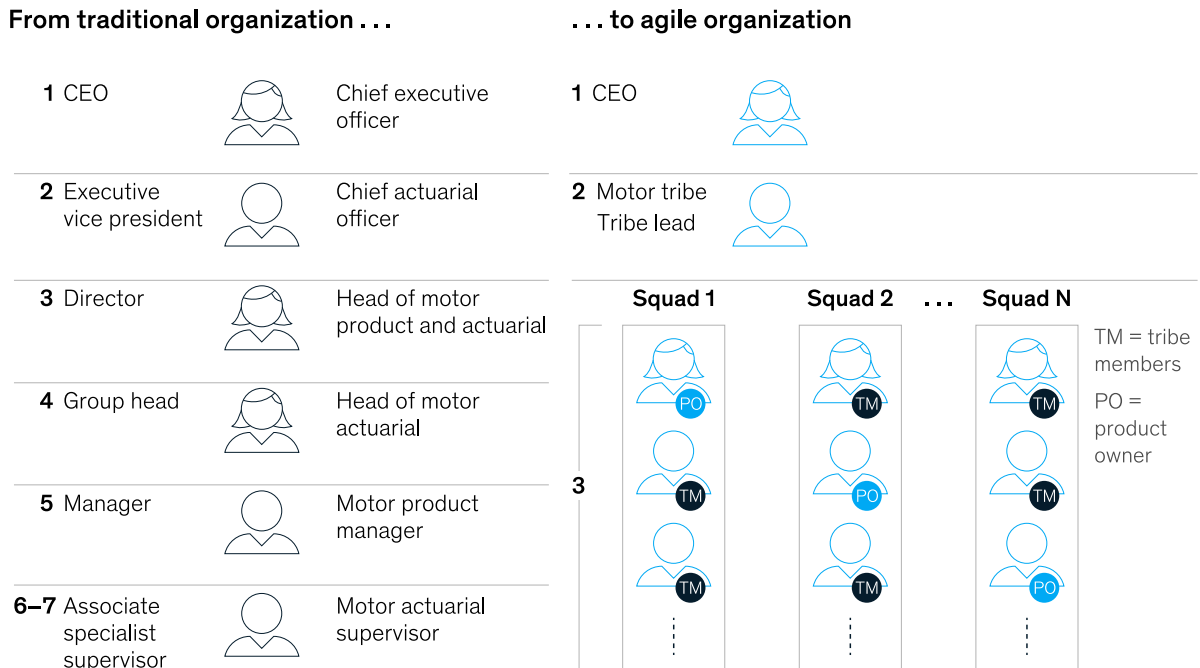 From traditional organization . . .
. . . to agile organization
1 CEO
Chief executive
officer
1 CEO
2 Executive
vice president
Chief actuarial
officer
2 Motor tribe
Tribe lead
3 Director
Head of motor
product and actuarial
4 Group head
Head of motor
actuarial
5 Manager
Motor product
manager
6–7 Associate
specialist
supervisor
Motor actuarial
supervisor
Squad 1
Squad 2
. . .
Squad N
3
PO
TM
TM
TM
PO
TM
TM
TM
PO
TM = tribe
members
PO =
product
owner